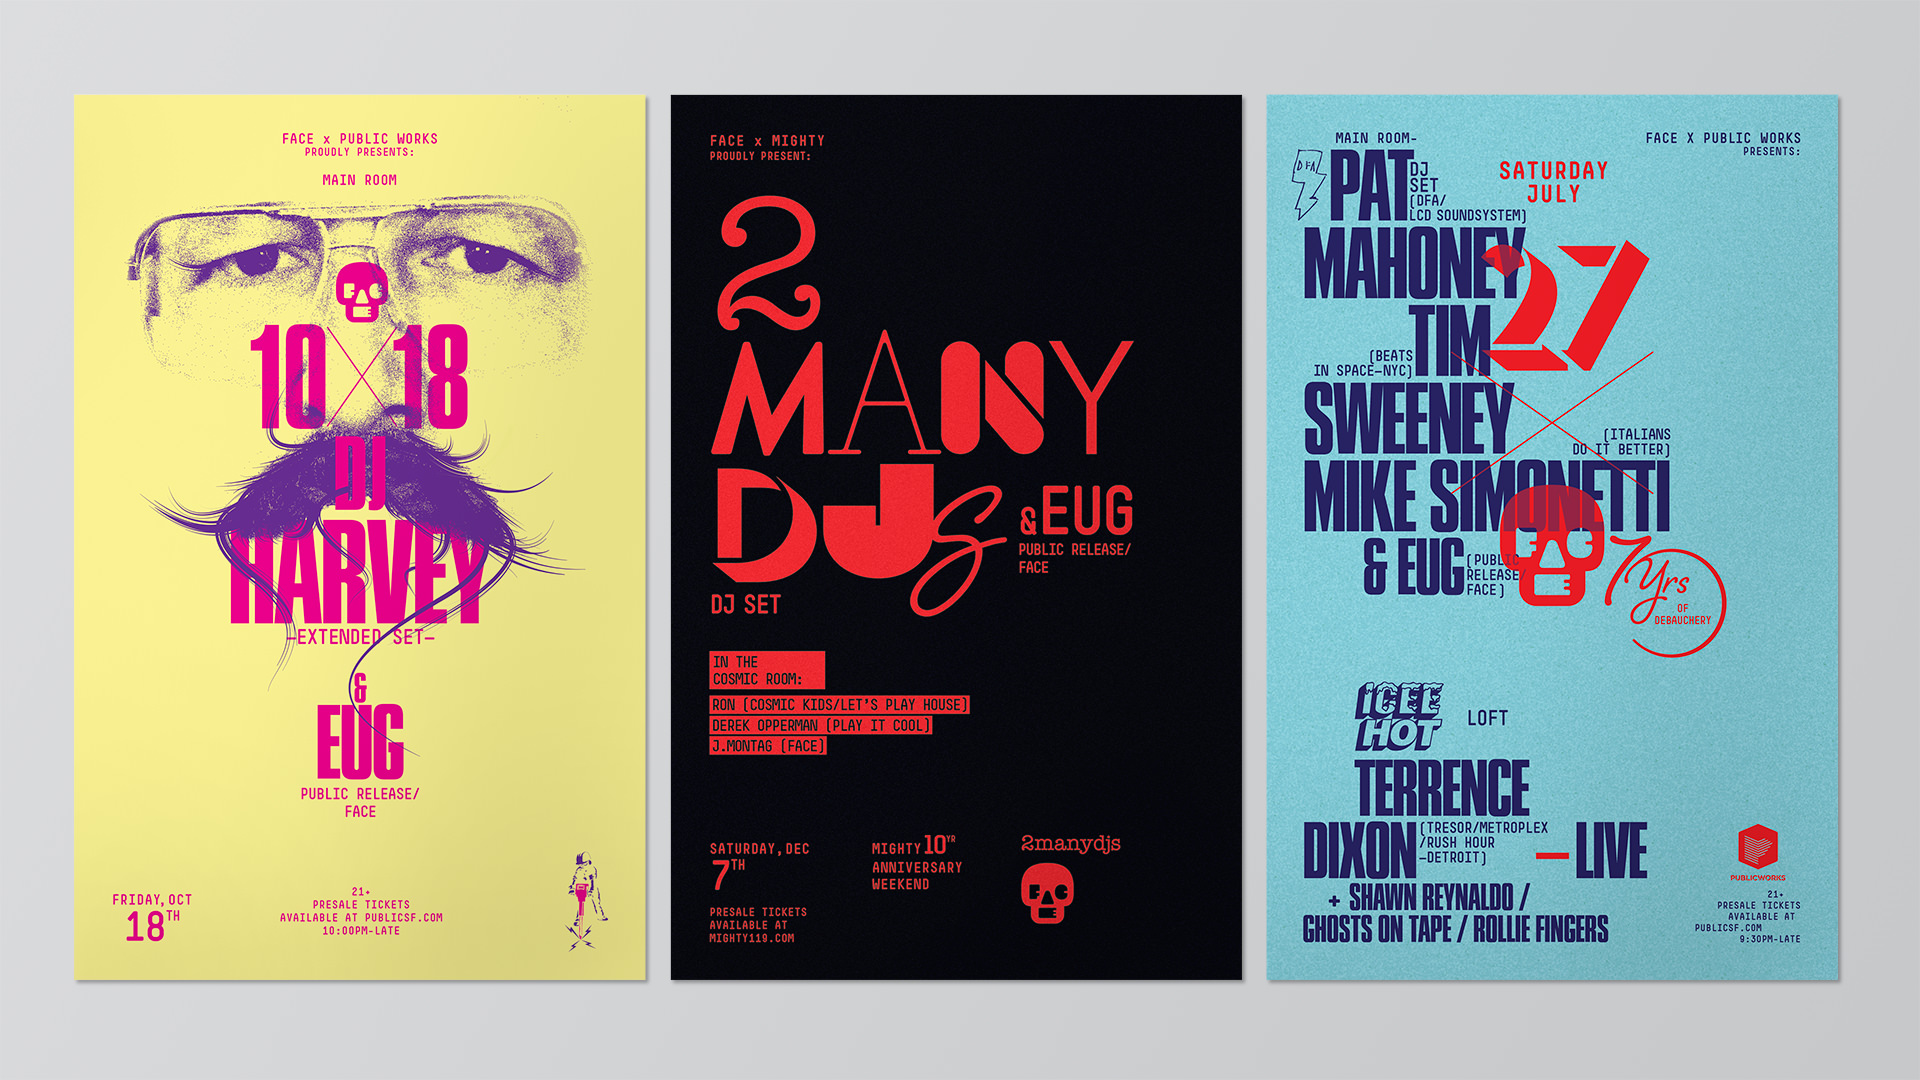 FACE x PUBLIC WORKS
PROUDLY PRESENTS:
MAIN ROOM
FACE
10 X 18
DJ
HARVEY
—EXTENDED SET—
&
EUG
PUBLIC RELEASE/
FACE
FRIDAY, OCT
18TH
21+
PRESALE TICKETS
AVAILABLE AT PUBLICSF.COM
10:00PM-LATE
FACE x MIGHTY
PROUDLY PRESENT:
2
MANY
DJs
& EUG
PUBLIC RELEASE/
FACE
DJ SET
IN THE
COSMIC ROOM:
RON (COSMIC KIDS/LET'S PLAY HOUSE)
DEREK OPPERMAN (PLAY IT COOL)
J.MONTAG (FACE)
SATURDAY, DEC
7TH
PRESALE TICKETS
AVAILABLE AT
MIGHTY119.COM
MIGHTY 10YR
ANNIVERSARY
WEEKEND
2manydjs
FACE
MAIN ROOM-
FACE X PUBLIC WORKS
PRESENTS:
DFA
PAT
DJ
SET
(DFA/
LCD SOUNDSYSTEM)
SATURDAY
JULY
27
MAHONEY
TIM
(BEATS
IN SPACE-NYC)
SWEENEY
(ITALIANS
DO IT BETTER)
MIKE SIMONETTI
& EUG
(PUBLIC
RELEASE/
FACE)
FACE
7Yrs
OF
DEBAUCHERY
ICEE
HOT
LOFT
TERRENCE
DIXON
(TRESOR/METROPLEX
/RUSH HOUR
-DETROIT)
— LIVE
+ SHAWN REYNALDO /
GHOSTS ON TAPE / ROLLIE FINGERS
PUBLICWORKS
21+
PRESALE TICKETS
AVAILABLE AT
PUBLICSF.COM
9:30PM-LATE